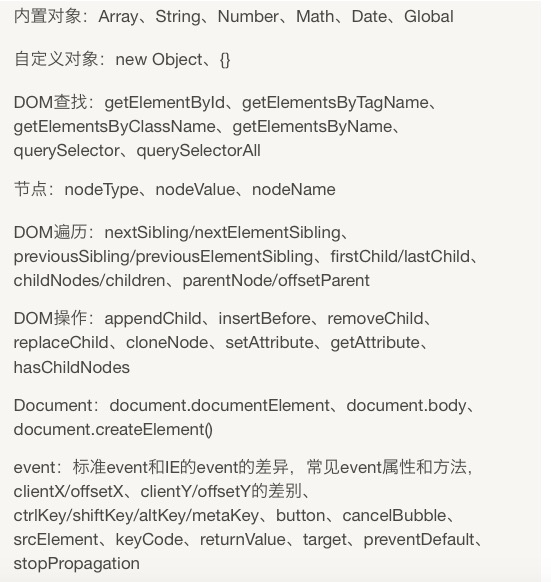 内置对象：Array、String、Number、Math、Date、Global
自定义对象：new Object、{}
DOM查找：getElementById、getElementsByTagName、
getElementsByClassName、getElementsByName、
querySelector、querySelectorAll
节点：nodeType、nodeValue、nodeName
DOM遍历：nextSibling/nextElementSibling、
previousSibling/previousElementSibling、firstChild/lastChild、
childNodes/children、parentNode/offsetParent
DOM操作：appendChild、insertBefore、removeChild、
replaceChild、cloneNode、setAttribute、getAttribute、
hasChildNodes
Document：document.documentElement、document.body、
document.createElement()
event：标准event和IE的event的差异，常见event属性和方法，
clientX/offsetX、clientY/offsetY的差别、
ctrlKey/shiftKey/altKey/metaKey、button、cancelBubble、
srcElement、keyCode、returnValue、target、preventDefault、
stopPropagation